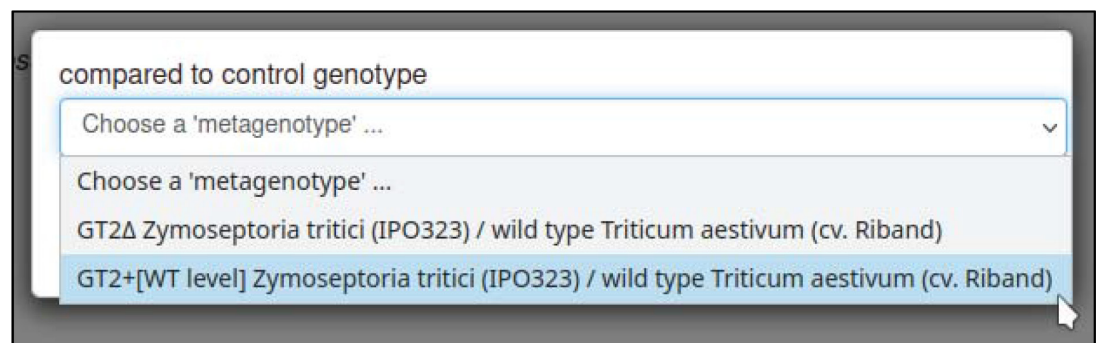 s
compared to control genotype
Choose a 'metagenotype' ...
Choose a 'metagenotype' ...
GT2Δ Zymoseptoria tritici (IPO323) / wild type Triticum aestivum (cv. Riband)
GT2+[WT level] Zymoseptoria tritici (IPO323) / wild type Triticum aestivum (cv. Riband)